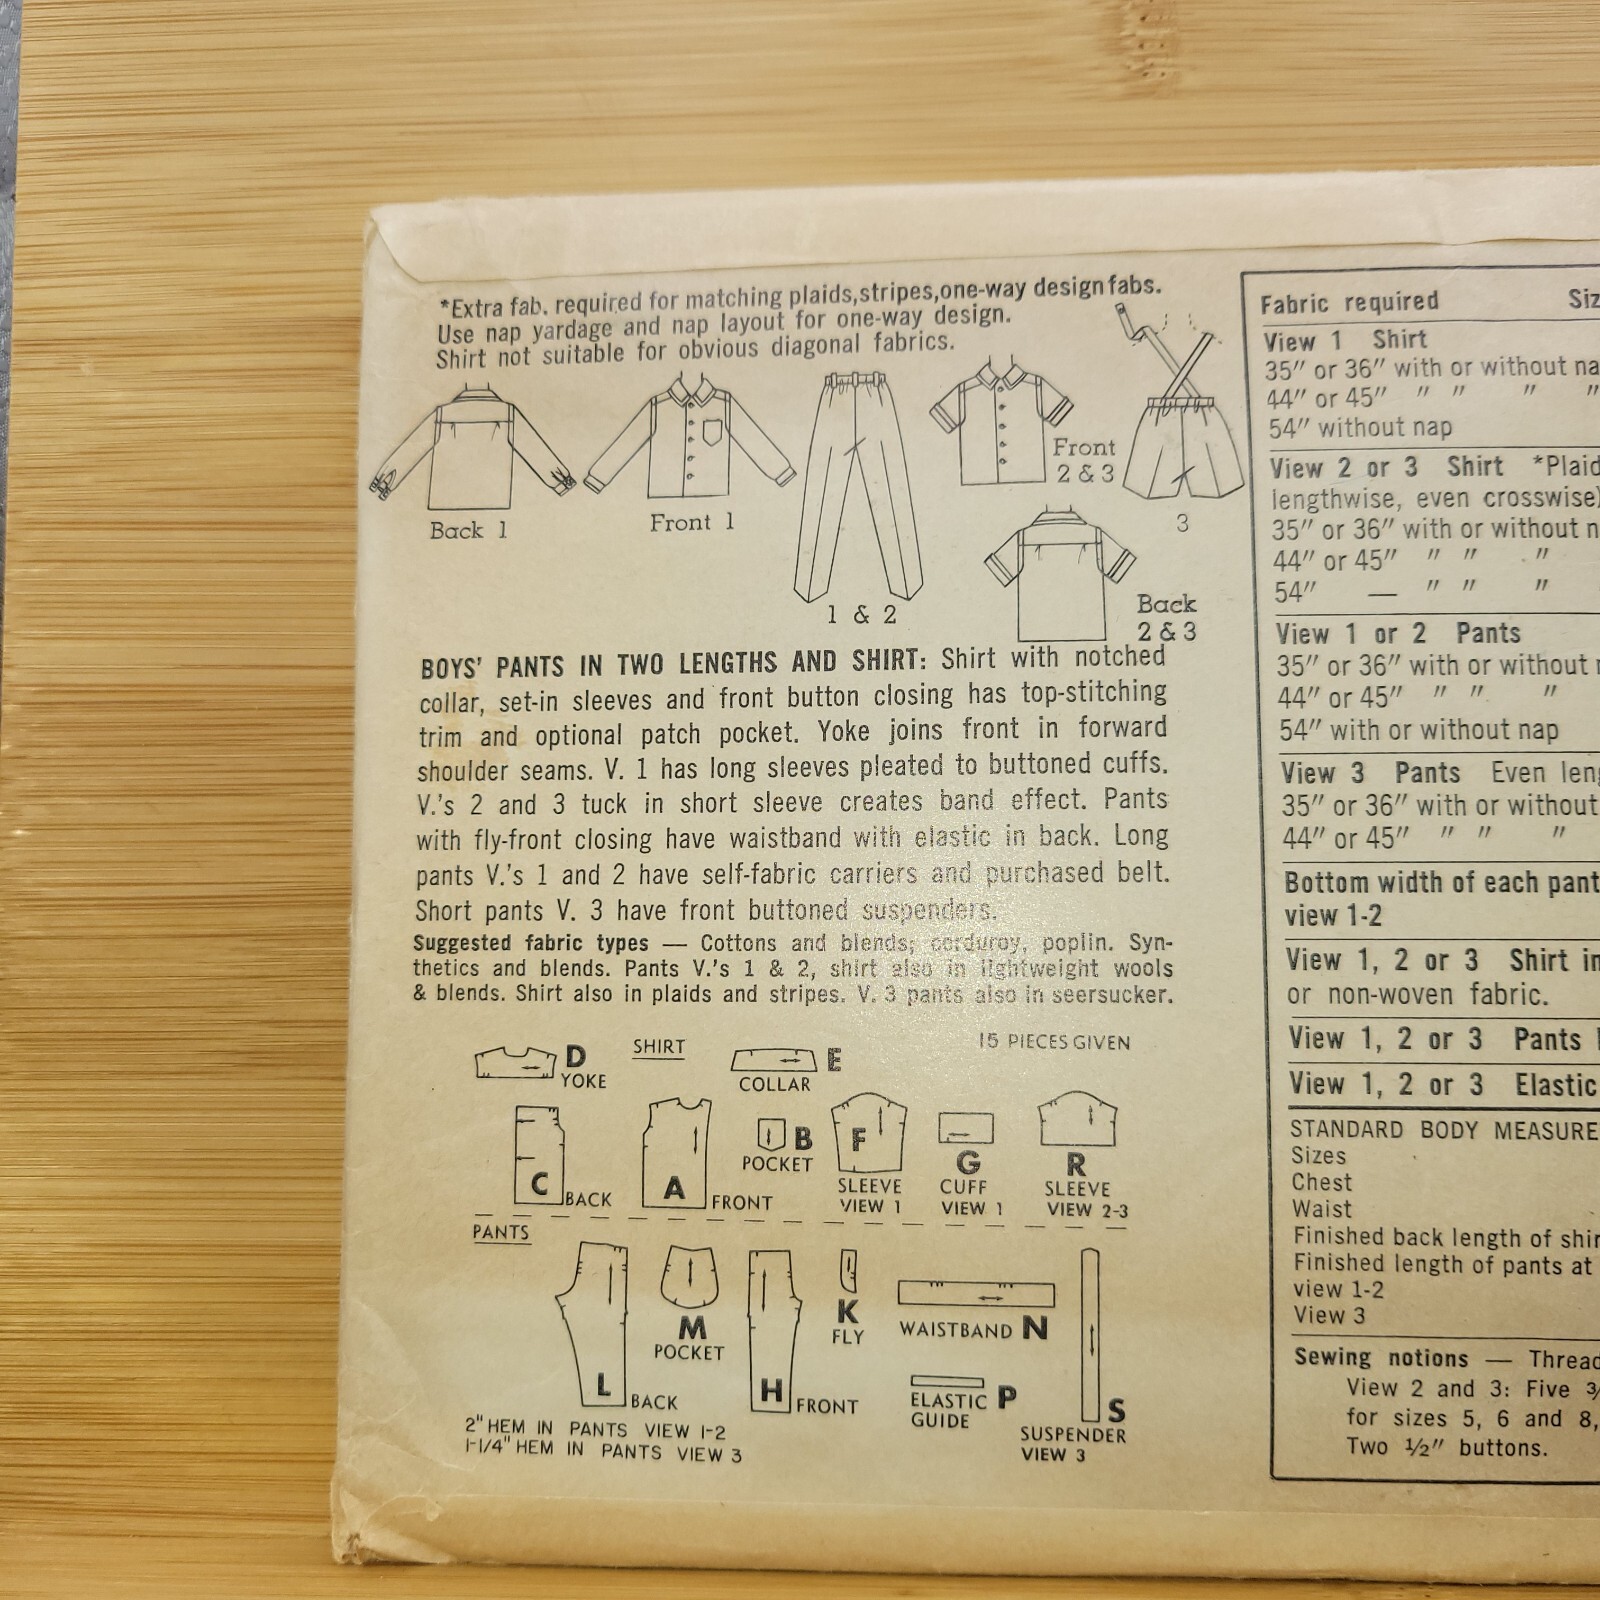 *Extra fab. required for matching plaids,stripes,one-way design fabs.
Use nap yardage and nap layout for one-way design.
Shirt not suitable for obvious diagonal fabrics.
Back 1
Front 1
1 & 2
Front
2 & 3
3
Back
2 & 3
BOYS' PANTS IN TWO LENGTHS AND SHIRT: Shirt with notched
collar, set-in sleeves and front button closing has top-stitching
trim and optional patch pocket. Yoke joins front in forward
shoulder seams. V. 1 has long sleeves pleated to buttoned cuffs.
V.'s 2 and 3 tuck in short sleeve creates band effect. Pants
with fly-front closing have waistband with elastic in back. Long
pants V.'s 1 and 2 have self-fabric carriers and purchased belt.
Short pants V. 3 have front buttoned suspenders.
Suggested fabric types — Cottons and blends; corduroy, poplin. Syn-
thetics and blends. Pants V.'s 1 & 2, shirt also in lightweight wools
& blends. Shirt also in plaids and stripes. V. 3 pants also in seersucker.
SHIRT
15 PIECES GIVEN
D
YOKE
E
COLLAR
C
BACK
A
FRONT
B
POCKET
F
SLEEVE
VIEW 1
G
CUFF
VIEW 1
R
SLEEVE
VIEW 2-3
PANTS
L
BACK
M
POCKET
H
FRONT
K
FLY
WAISTBAND N
ELASTIC P
GUIDE
S
SUSPENDER
VIEW 3
2" HEM IN PANTS VIEW 1-2
1-1/4" HEM IN PANTS VIEW 3
Fabric required Siz
View 1 Shirt
35" or 36" with or without na
44" or 45" " " " "
54" without nap
View 2 or 3 Shirt *Plaid
lengthwise, even crosswise)
35" or 36" with or without n
44" or 45" " " "
54" — " " "
View 1 or 2 Pants
35" or 36" with or without
44" or 45" " " "
54" with or without nap
View 3 Pants Even leng
35" or 36" with or without
44" or 45" " " "
Bottom width of each pant
view 1-2
View 1, 2 or 3 Shirt in
or non-woven fabric.
View 1, 2 or 3 Pants
View 1, 2 or 3 Elastic
STANDARD BODY MEASURE
Sizes
Chest
Waist
Finished back length of shir
Finished length of pants at
view 1-2
View 3
Sewing notions — Thread
View 2 and 3: Five 3/
for sizes 5, 6 and 8,
Two ½" buttons.